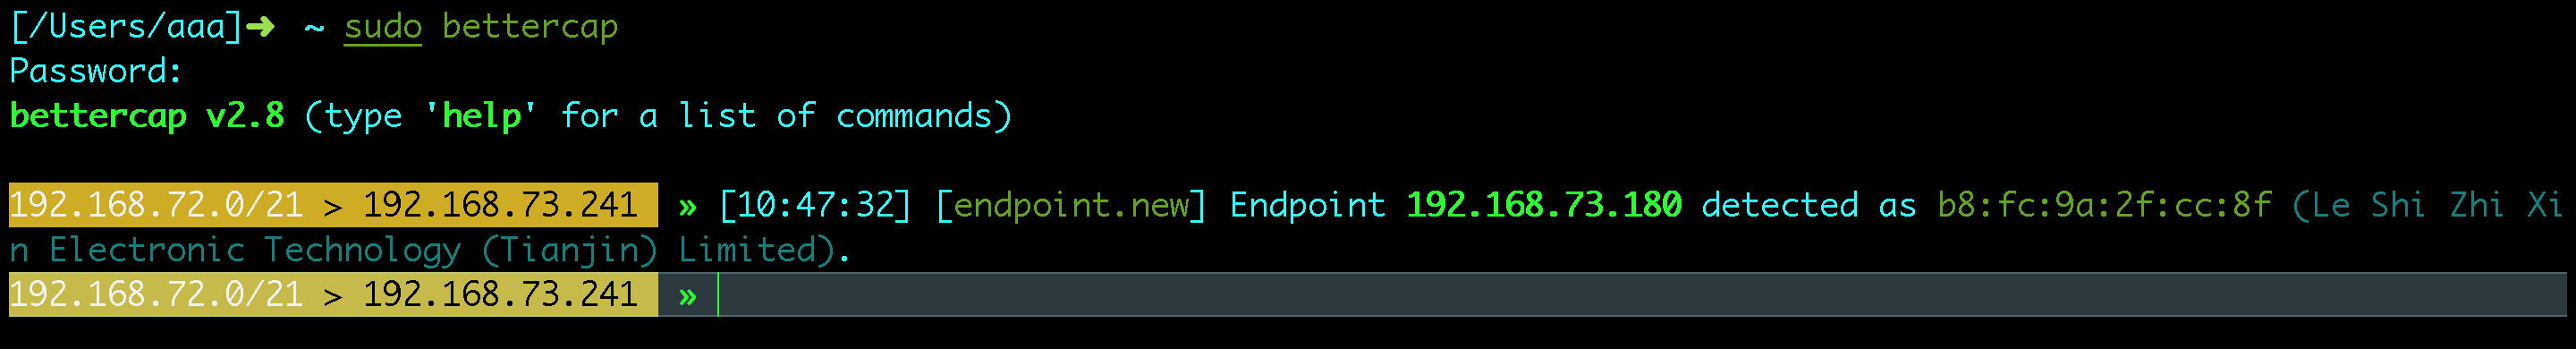 [/Users/aaa]➜ ~ sudo bettercap
Password:
bettercap v2.8 (type 'help' for a list of commands)
192.168.72.0/21 > 192.168.73.241 » [10:47:32] [endpoint.new] Endpoint 192.168.73.180 detected as b8:fc:9a:2f:cc:8f (Le Shi Zhi Xi
n Electronic Technology (Tianjin) Limited).
192.168.72.0/21 > 192.168.73.241 »